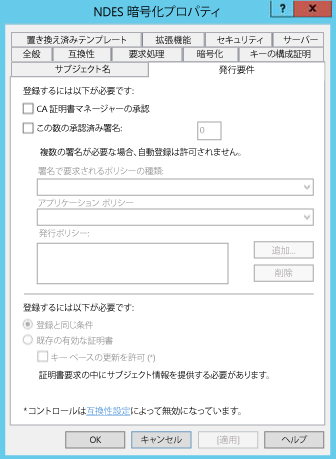 NDES 暗号化プロパティ
?
x
置き換え済みテンプレート
拡張機能
セキュリティ
サーバー
全般
互換性
要求処理
暗号化
キーの構成証明
サブジェクト名
発行要件
登録するには以下が必要です:
CA 証明書マネージャーの承認
この数の承認済み署名:
0
複数の署名が必要な場合、自動登録は許可されません。
署名で要求されるポリシーの種類:
アプリケーション ポリシー
発行ポリシー:
追加...
削除
登録するには以下が必要です:
登録と同じ条件
既存の有効な証明書
キー ベースの更新を許可 (*)
証明書要求の中にサブジェクト情報を提供する必要があります。
*コントロールは互換性設定によって無効になっています。
OK
キャンセル
[適用]
ヘルプ